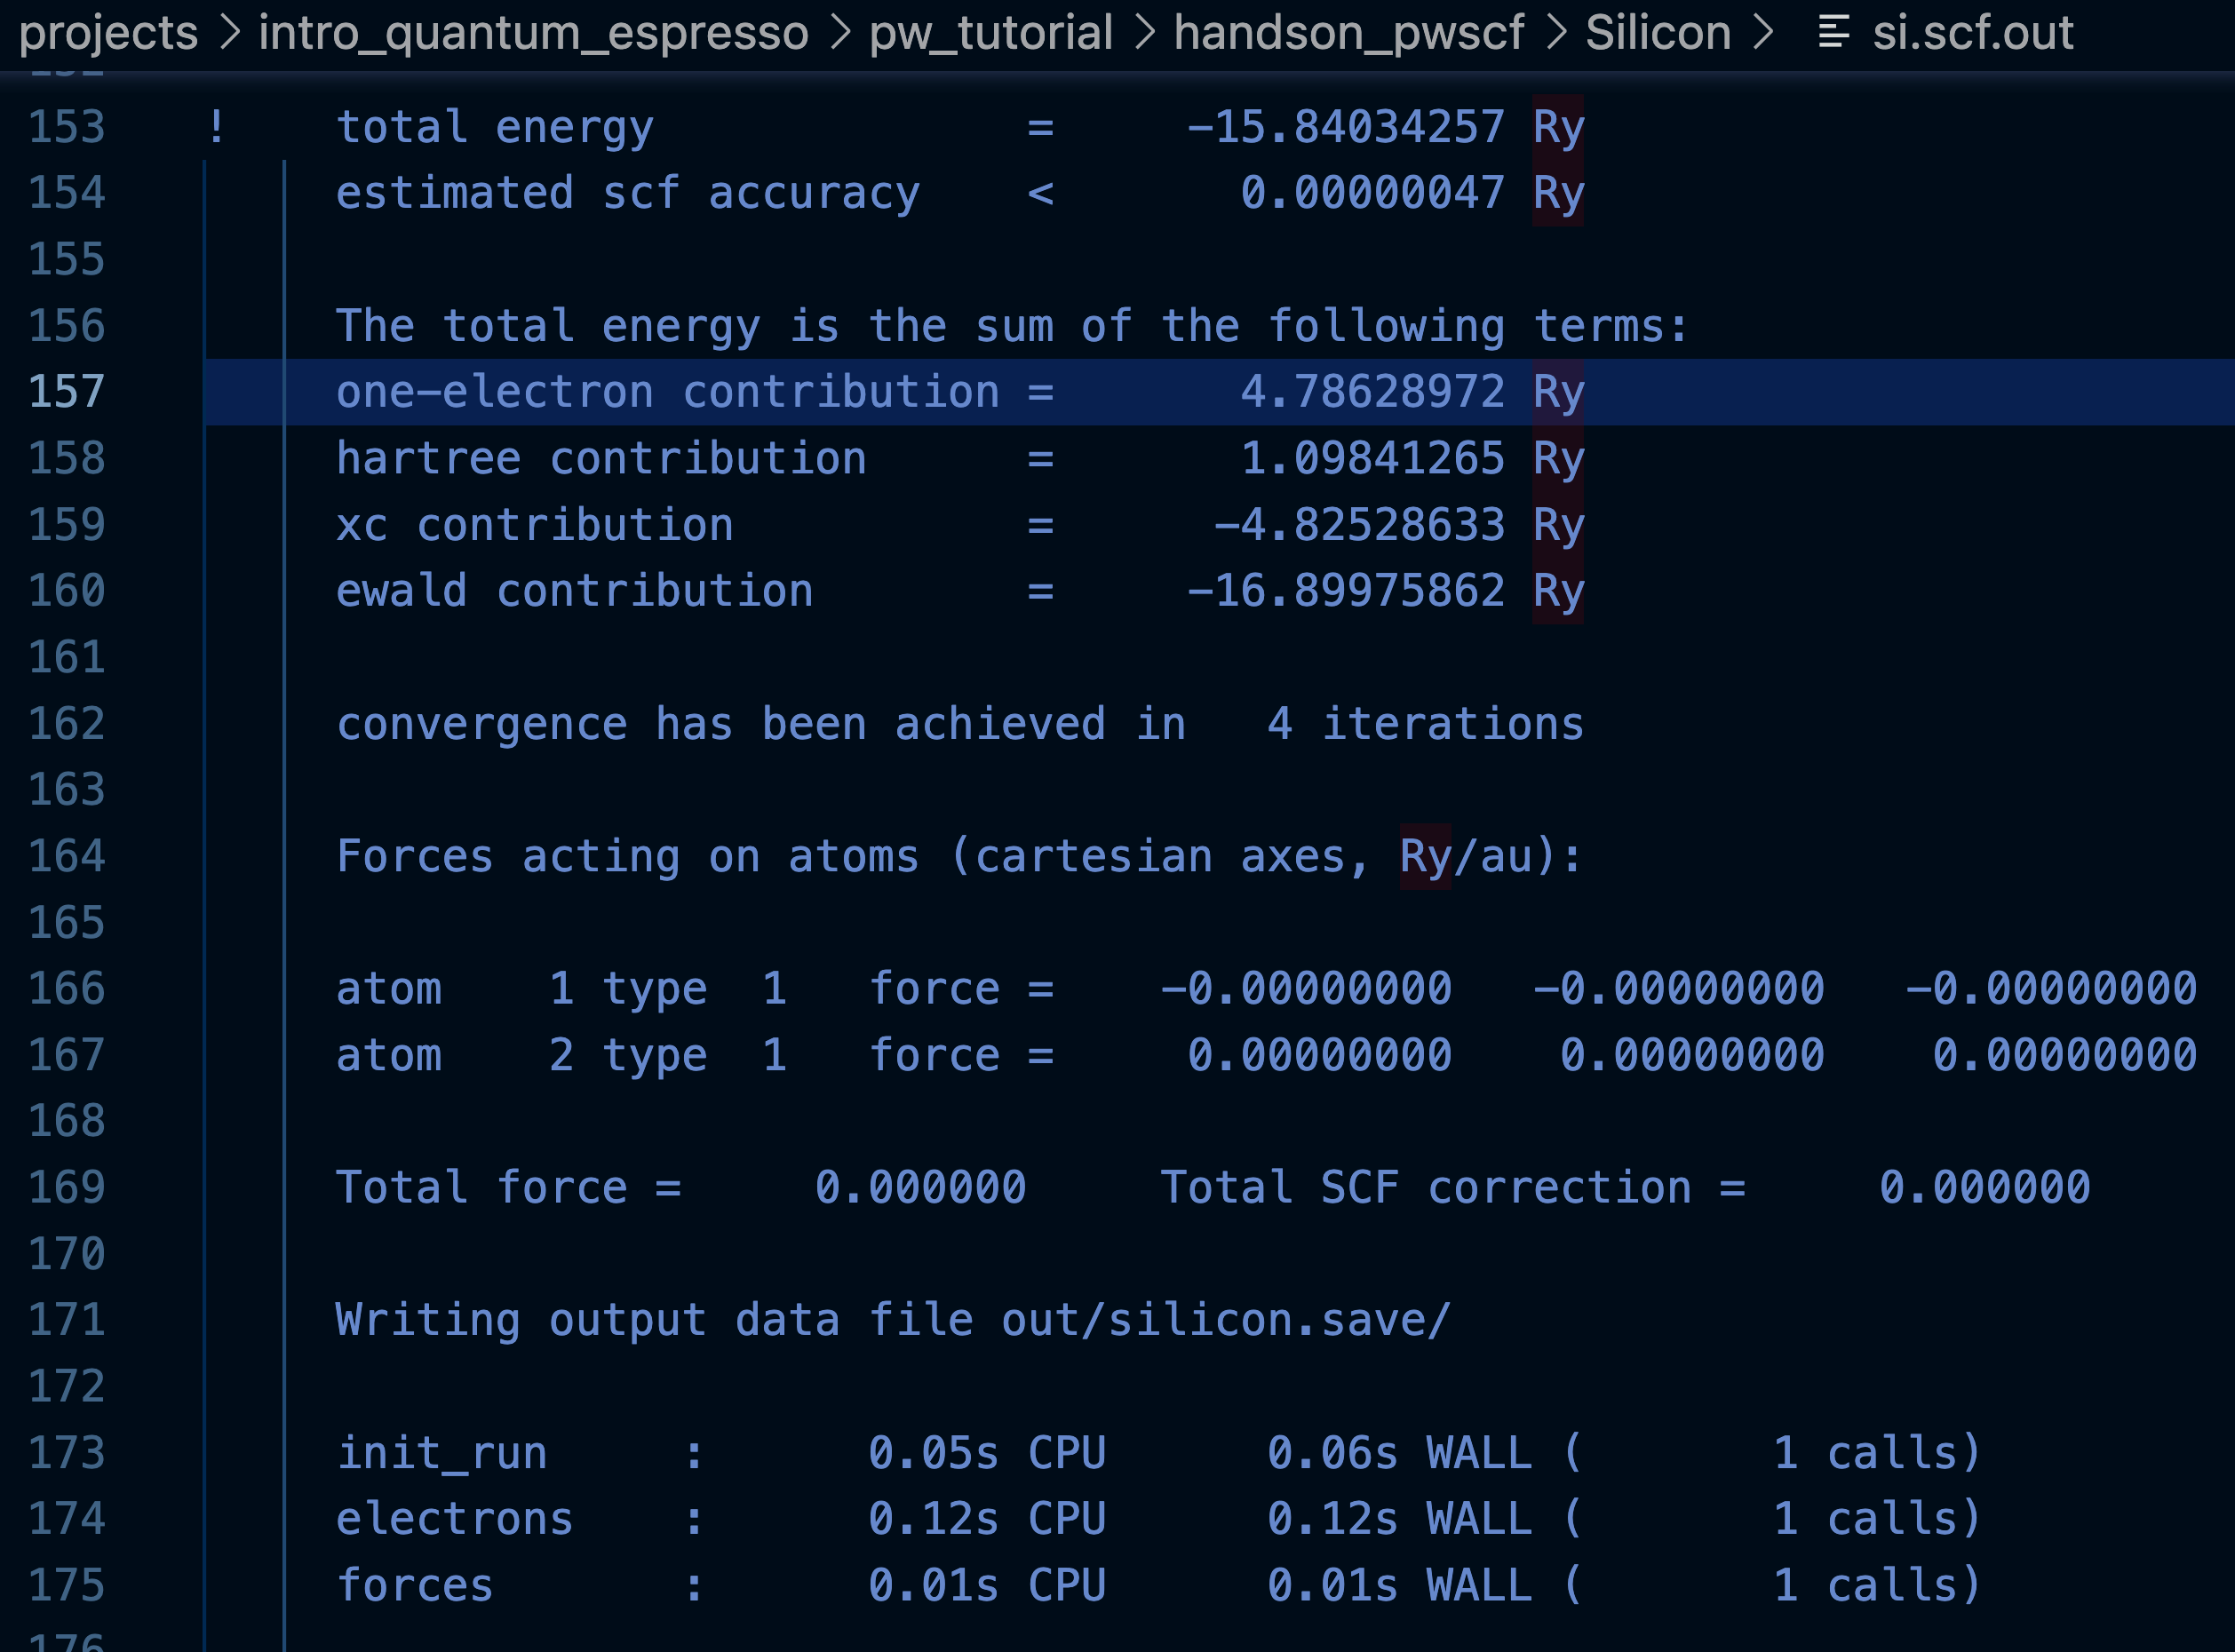 projects > intro_quantum_espresso > pw_tutorial > handson_pwscf > Silicon > si.scf.out
153 ! total energy = -15.84034257 Ry
154 estimated scf accuracy < 0.00000047 Ry
155
156 The total energy is the sum of the following terms:
157 one-electron contribution = 4.78628972 Ry
158 hartree contribution = 1.09841265 Ry
159 xc contribution = -4.82528633 Ry
160 ewald contribution = -16.89975862 Ry
161
162 convergence has been achieved in 4 iterations
163
164 Forces acting on atoms (cartesian axes, Ry/au):
165
166 atom 1 type 1 force = -0.00000000 -0.00000000 -0.00000000
167 atom 2 type 1 force = 0.00000000 0.00000000 0.00000000
168
169 Total force = 0.000000 Total SCF correction = 0.000000
170
171 Writing output data file out/silicon.save/
172
173 init_run : 0.05s CPU 0.06s WALL ( 1 calls)
174 electrons : 0.12s CPU 0.12s WALL ( 1 calls)
175 forces : 0.01s CPU 0.01s WALL ( 1 calls)
176